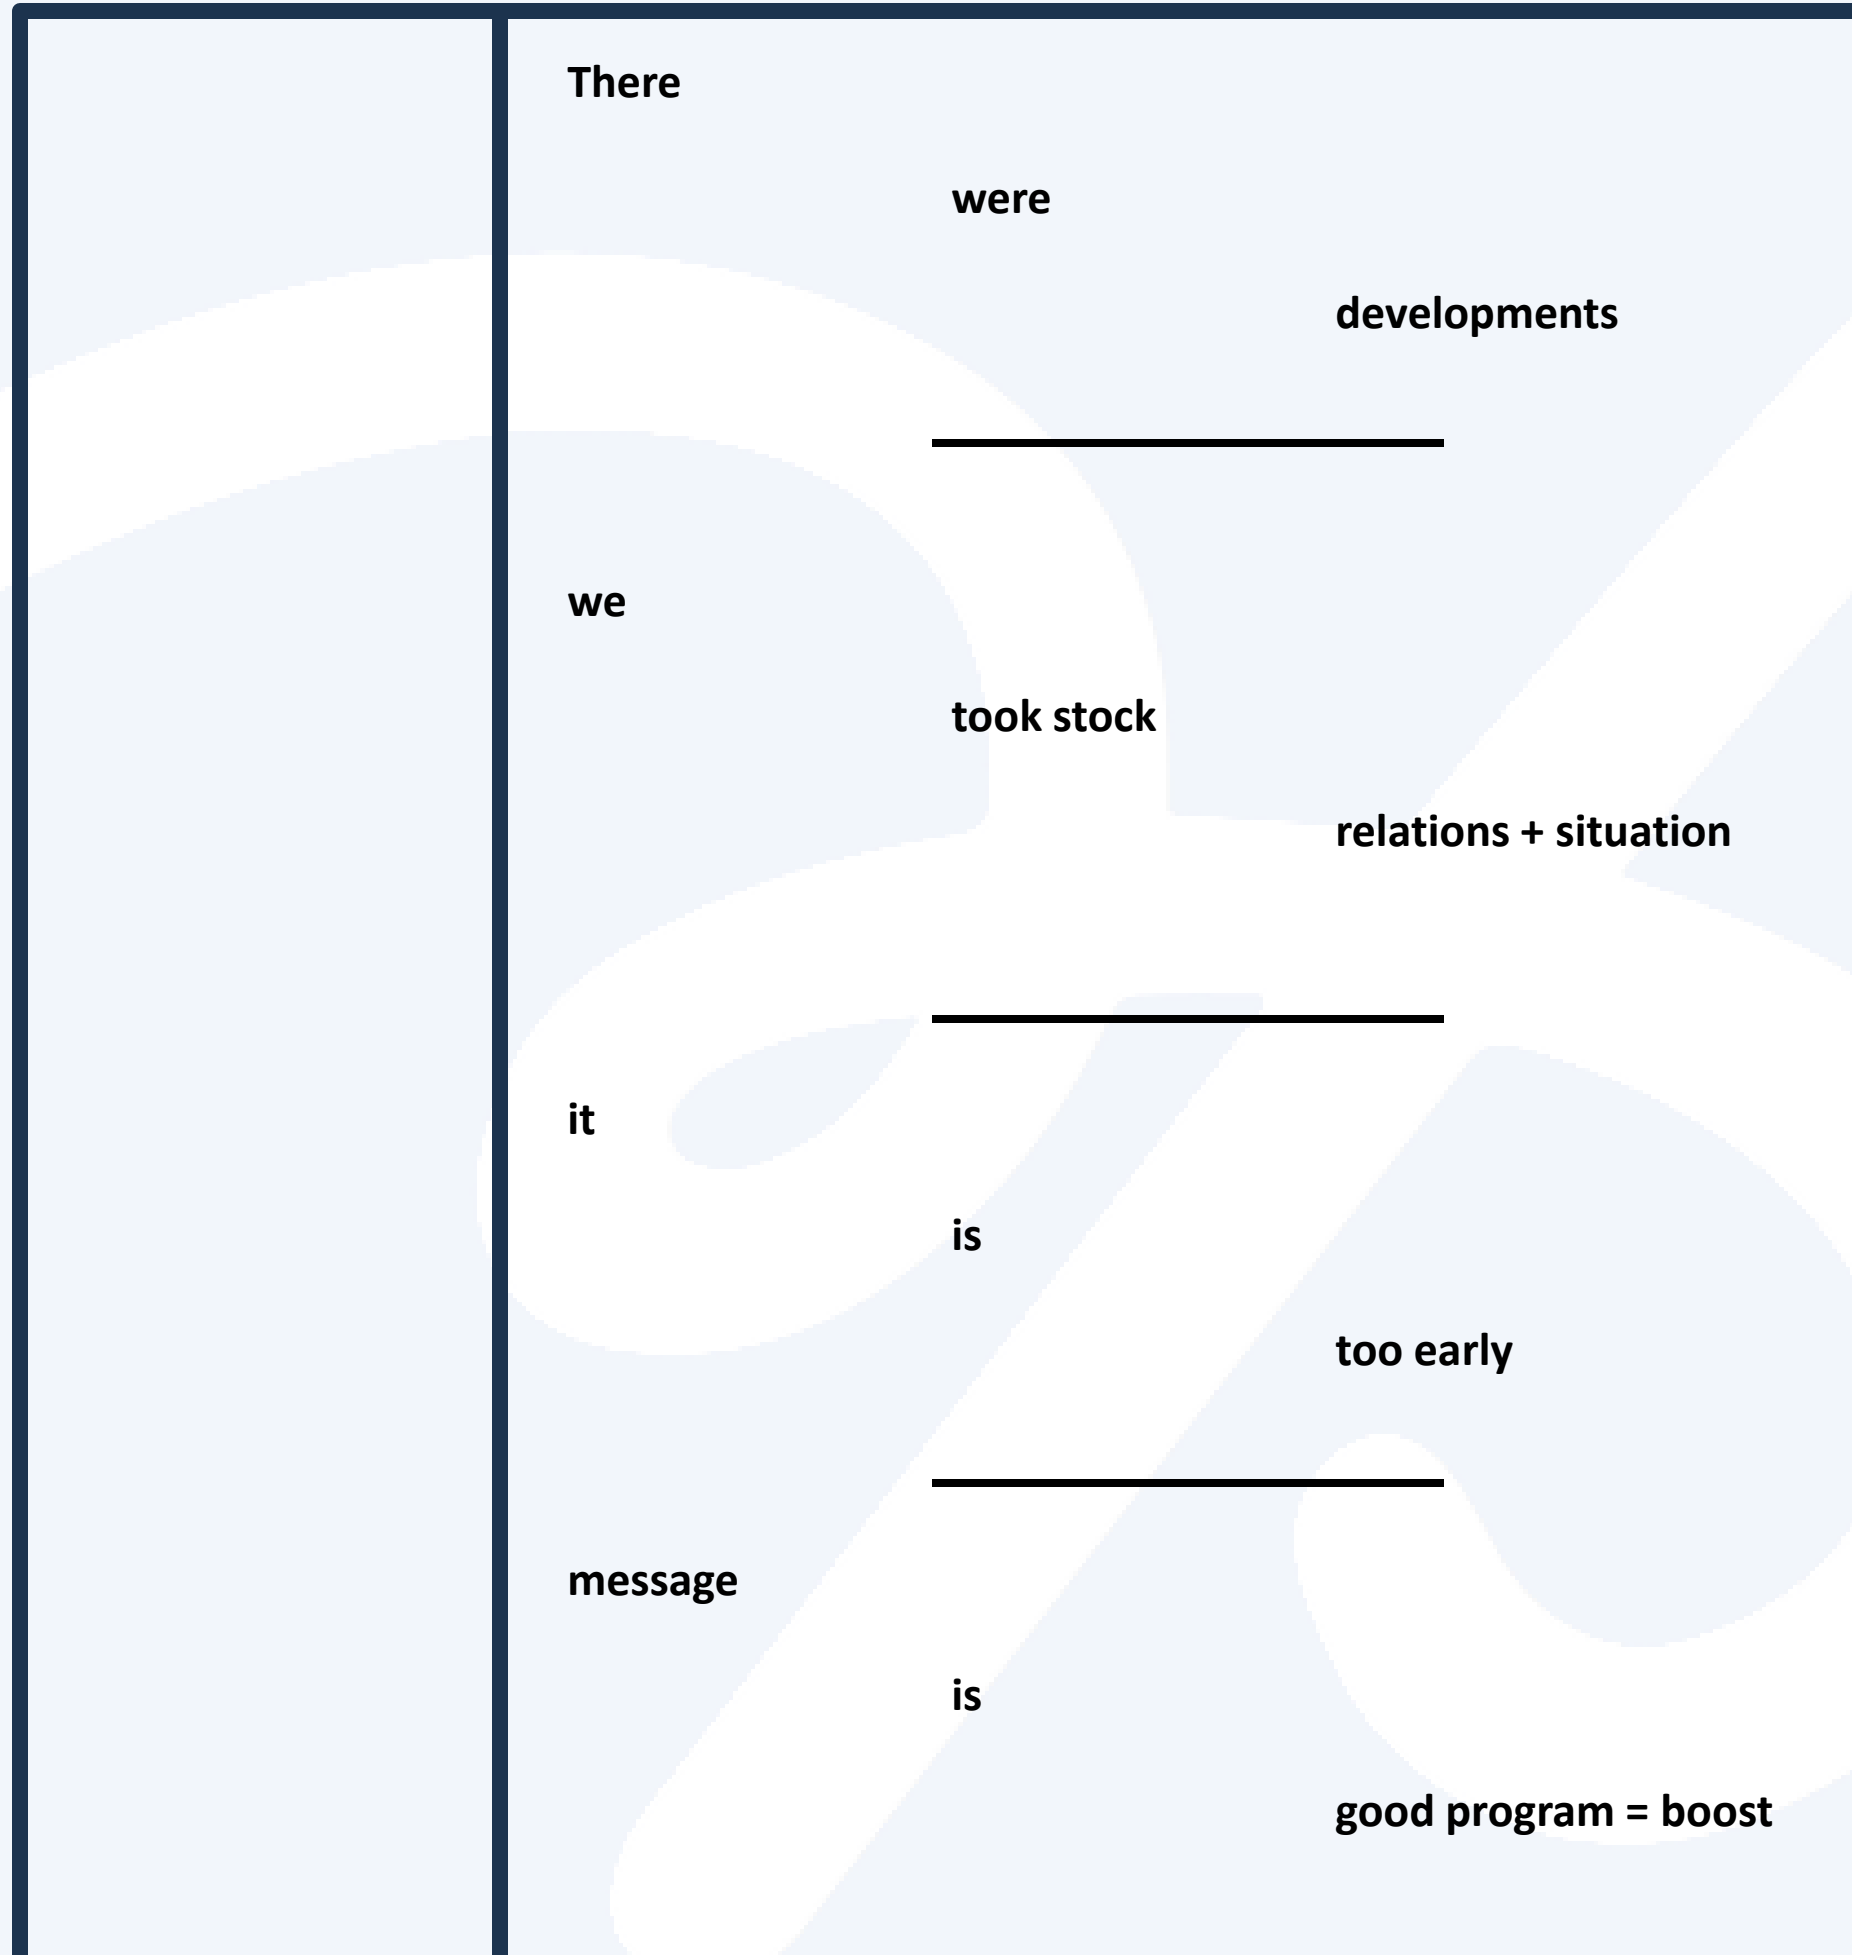 There
were
developments
we
took stock
relations + situation
it
is
too early
message
is
good program = boost